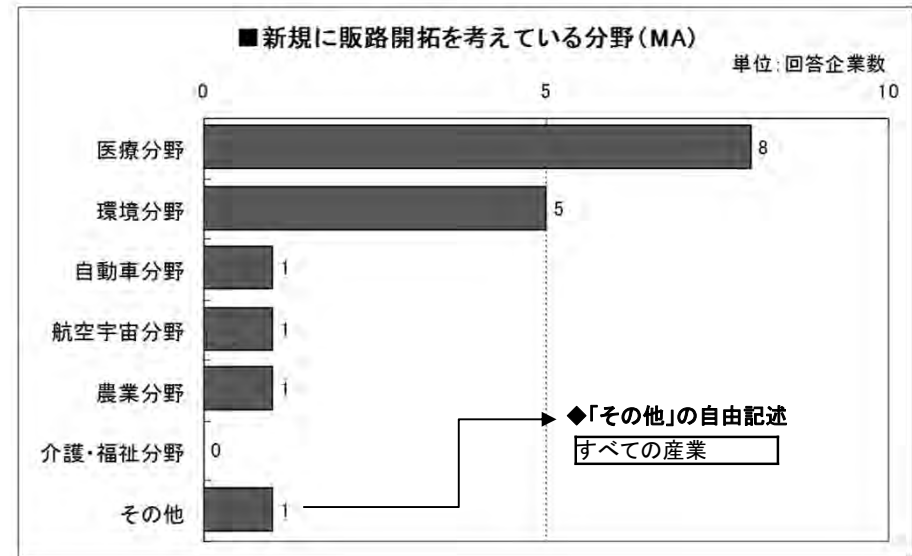 ■新規に販路開拓を考えている分野(MA)
単位:回答企業数
0 5 10
医療分野 8
環境分野 5
自動車分野 1
航空宇宙分野 1
農業分野 1
◆「その他」の自由記述
介護・福祉分野 0
すべての産業
その他 1